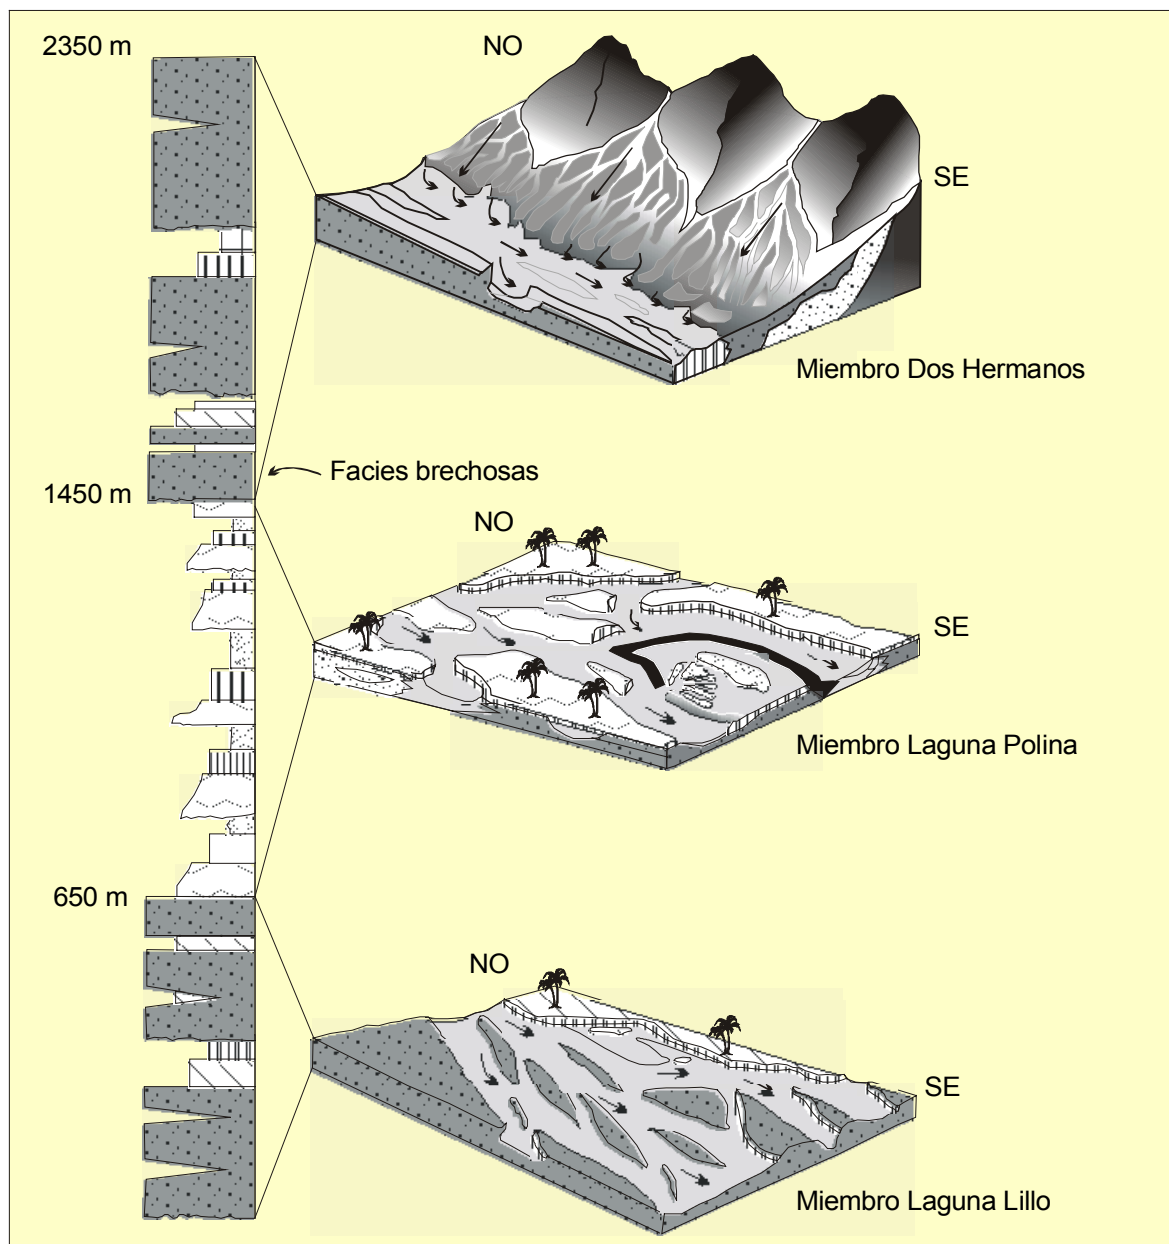 2350 m
NO
SE
Miembro Dos Hermanos
Facies brechosas
1450 m
NO
SE
Miembro Laguna Polina
650 m
NO
SE
Miembro Laguna Lillo